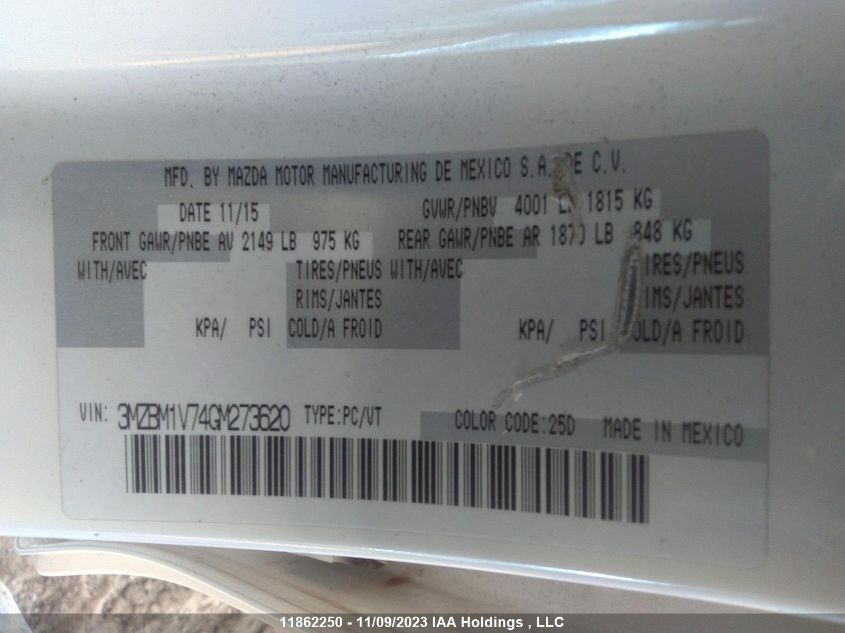 MFD. BY MAZDA MOTOR MANUFACTURING DE MEXICO S.A. DE C.V.
DATE 11/15 GVWR/PNBV 4001 1815 KG
FRONT GAWR/PNBE AV 2149 LB 975 KG REAR GAWR/PNBE AR 1870 LB 848 KG
WITH/AVEC TIRES/PNEUS WITH/AVEC TIRES/PNEUS
RIMS/JANTES RIMS/JANTES
KPA/ PSI COLD/A FROID KPA/ PSI COLD/A FROID
VIN: 3MZBM1V74GM273620 TYPE:PC/VT COLOR CODE:25D MADE IN MEXICO
11862250 - 11/09/2023 IAA Holdings , LLC